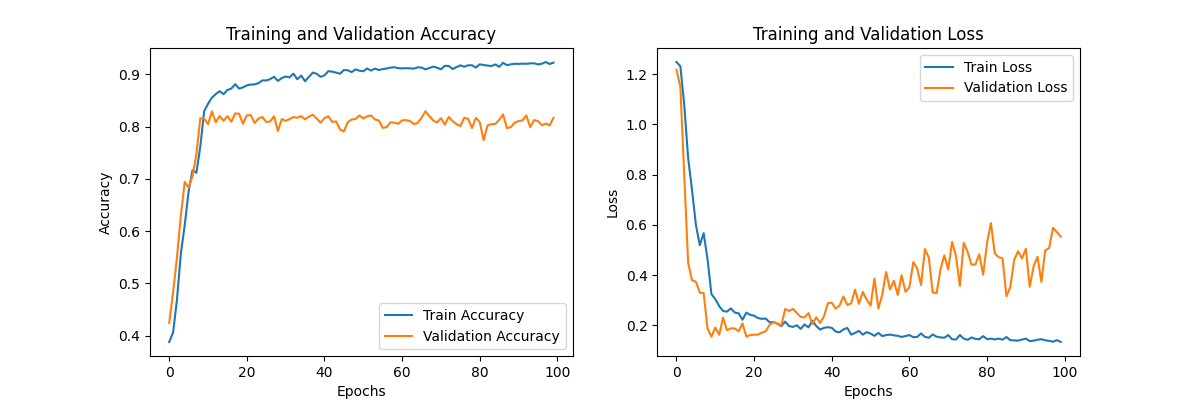 Training and Validation Accuracy
Accuracy
0.9
0.8
0.7
0.6
0.5
0.4
0 20 40 60 80 100
Epochs
Train Accuracy
Validation Accuracy
Training and Validation Loss
Loss
1.2
1.0
0.8
0.6
0.4
0.2
0 20 40 60 80 100
Epochs
Train Loss
Validation Loss